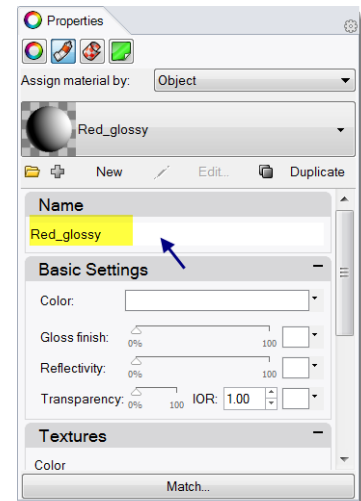 Properties
Assign material by: Object
Red_glossy
New Edit... Duplicate
Name
Red_glossy
Basic Settings
Color:
Gloss finish: 0% 100
Reflectivity: 0% 100
Transparency: 0% 100 IOR: 1.00
Textures
Color
Match...